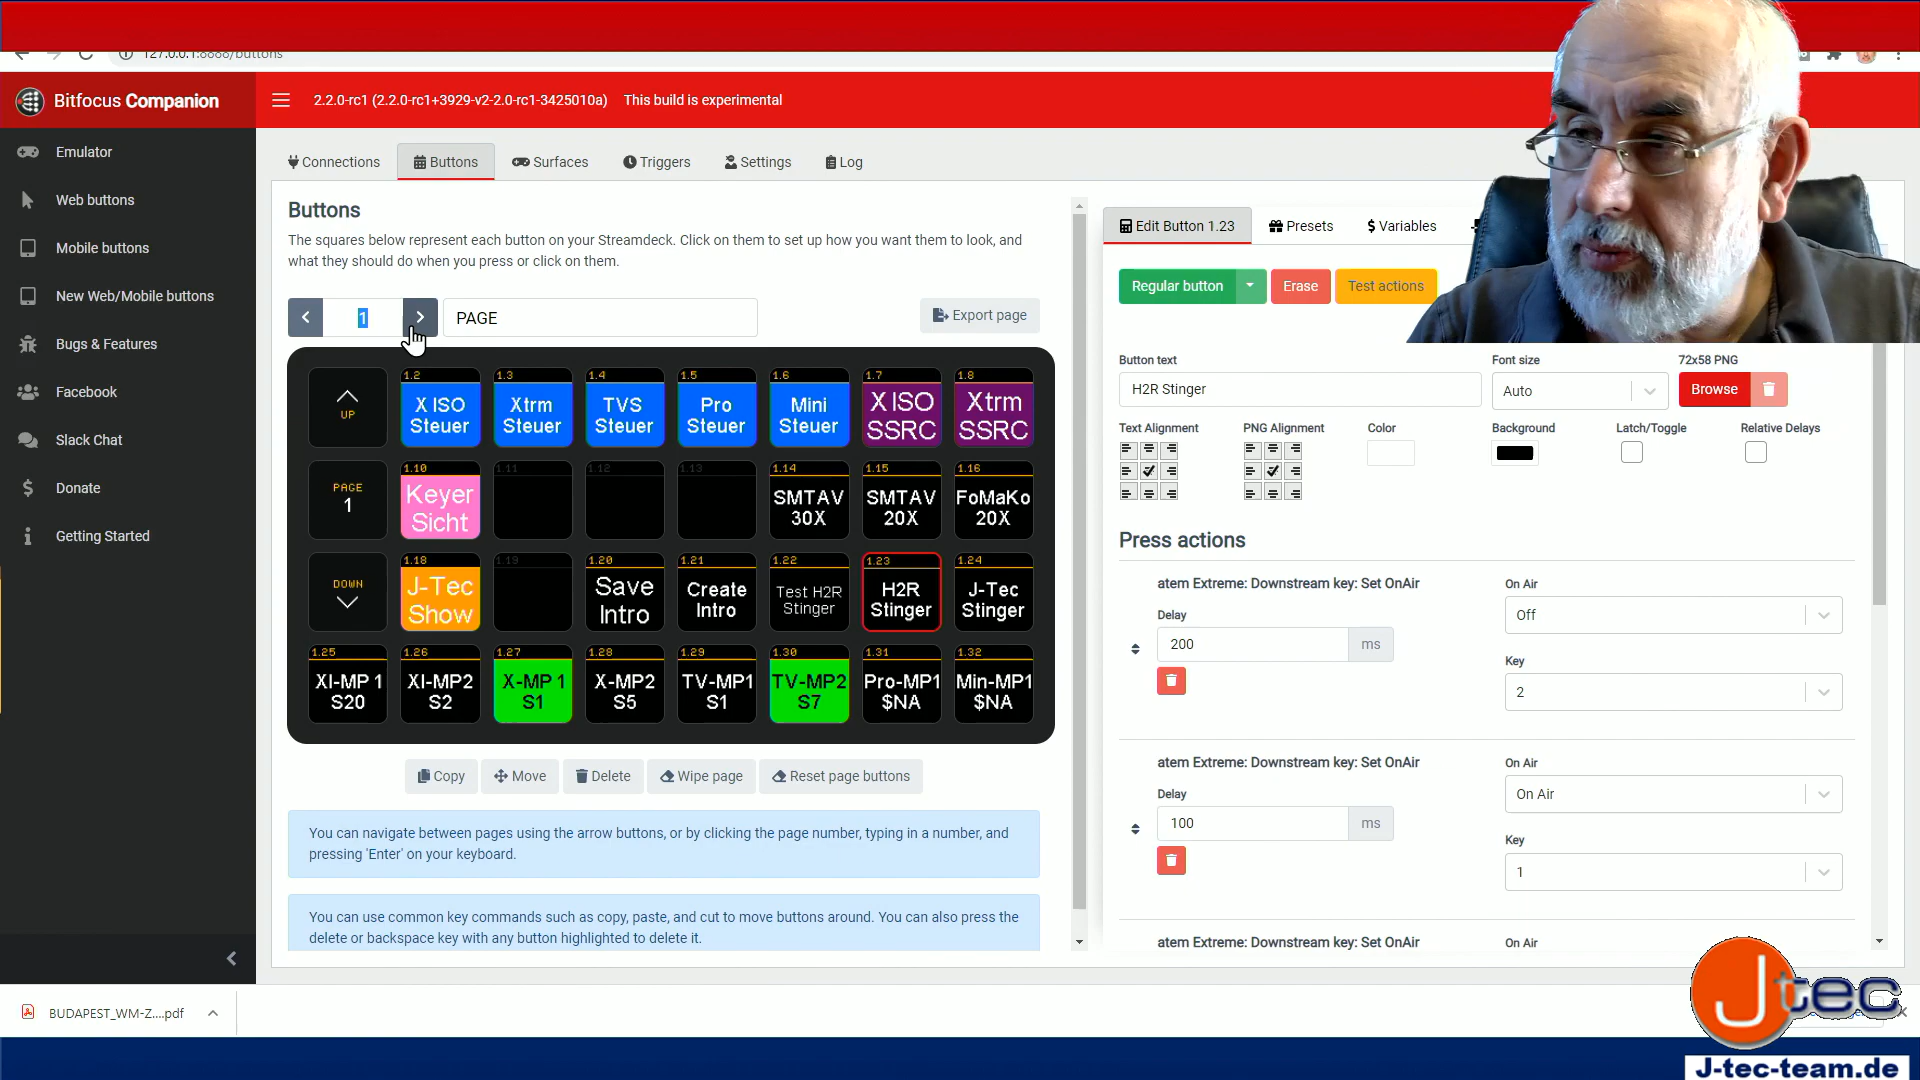 127.0.0.1:8888/buttons
Bitfocus Companion
2.2.0-rc1 (2.2.0-rc1+3929-v2-2.0-rc1-3425010a) This build is experimental
Emulator
Web buttons
Mobile buttons
New Web/Mobile buttons
Bugs & Features
Facebook
Slack Chat
Donate
Getting Started
Connections
Buttons
Surfaces
Triggers
Settings
Log
Buttons
The squares below represent each button on your Streamdeck. Click on them to set up how you want them to look, and
what they should do when you press or click on them.
1
PAGE
Export page
UP
1.2
X ISO
Steuer
1.3
Xtrm
Steuer
1.4
TVS
Steuer
1.5
Pro
Steuer
1.6
Mini
Steuer
1.7
X ISO
SSRC
1.8
Xtrm
SSRC
PAGE
1
1.10
Keyer
Sicht
1.11
1.12
1.13
1.14
SMTAV
30X
1.15
SMTAV
20X
1.16
FoMaKo
20X
DOWN
1.18
J-Tec
Show
1.19
1.20
Save
Intro
1.21
Create
Intro
1.22
Test H2R
Stinger
1.23
H2R
Stinger
1.24
J-Tec
Stinger
1.25
XI-MP 1
S20
1.26
XI-MP2
S2
1.27
X-MP 1
S1
1.28
X-MP2
S5
1.29
TV-MP1
S1
1.30
TV-MP2
S7
1.31
Pro-MP1
$NA
1.32
Min-MP1
$NA
Copy
Move
Delete
Wipe page
Reset page buttons
You can navigate between pages using the arrow buttons, or by clicking the page number, typing in a number, and
pressing 'Enter' on your keyboard.
You can use common key commands such as copy, paste, and cut to move buttons around. You can also press the
delete or backspace key with any button highlighted to delete it.
Edit Button 1.23
Presets
$ Variables
Regular button
Erase
Test actions
Button text
Font size
72x58 PNG
H2R Stinger
Auto
Browse
Text Alignment
PNG Alignment
Color
Background
Latch/Toggle
Relative Delays
Press actions
atem Extreme: Downstream key: Set OnAir
On Air
Delay
Off
200 ms
Key
2
atem Extreme: Downstream key: Set OnAir
On Air
Delay
On Air
100 ms
Key
1
atem Extreme: Downstream key: Set OnAir
On Air
BUDAPEST_WM-Z....pdf
Jtec
J-tec-team.de